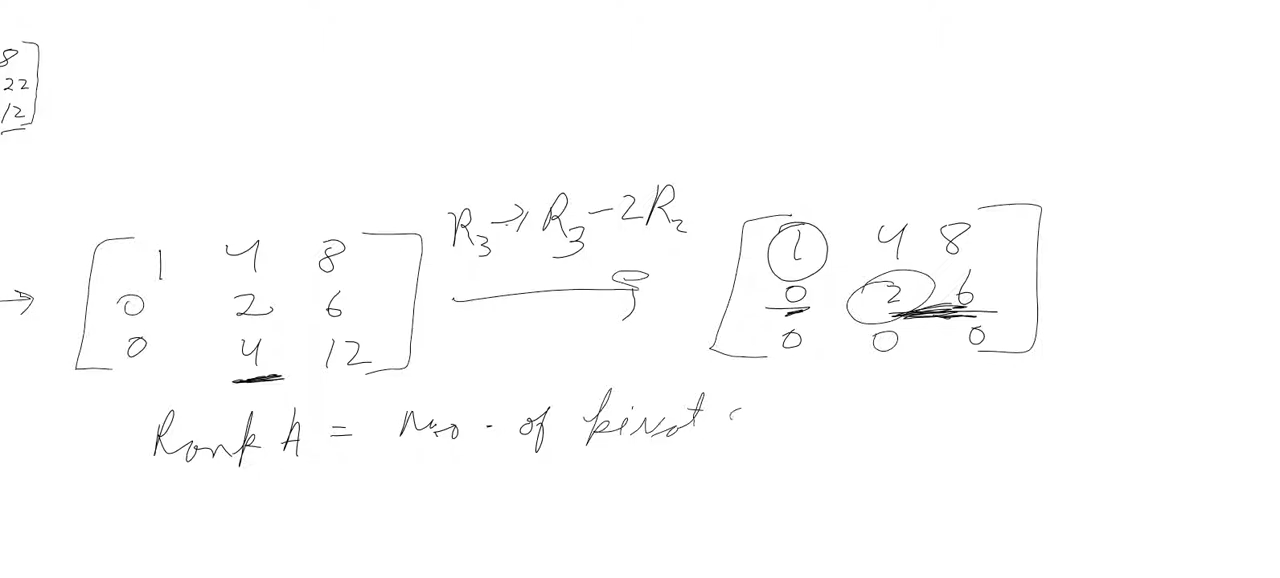 8
22
12
R3 → R3 - 2R2
1 4 8
0 2 6
0 4 12
1 4 8
0 2 6
0 0 0
Rank A = no. of pivot